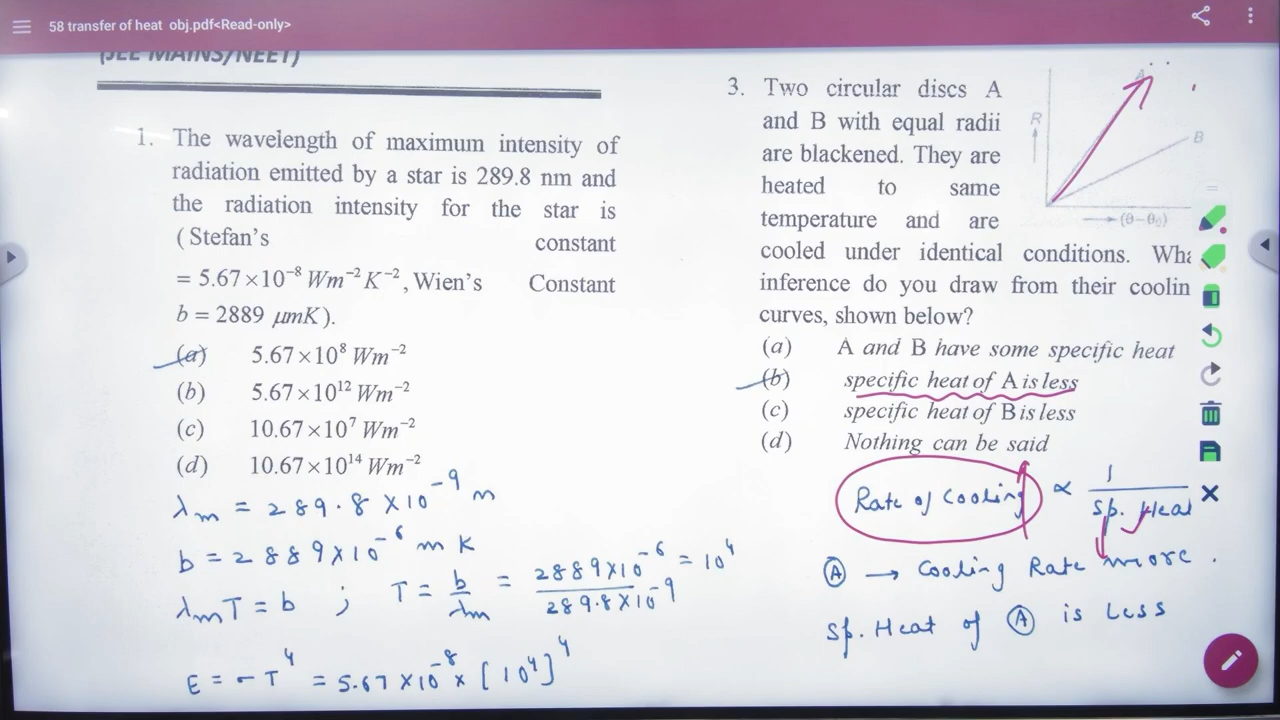 58 transfer of heat obj.pdf<Read-only>
(JEE MAINS/NEET)
1. The wavelength of maximum intensity of
radiation emitted by a star is 289.8 nm and
the radiation intensity for the star is
( Stefan's constant
= 5.67×10⁻⁸ Wm⁻² K⁻², Wien's Constant
b = 2889 μmK ).
(a) 5.67×10⁸ Wm⁻²
(b) 5.67×10¹² Wm⁻²
(c) 10.67×10⁷ Wm⁻²
(d) 10.67×10¹⁴ Wm⁻²
λm = 289.8 ×10⁻⁹ m
b = 2889×10⁻⁶ m K
λmT = b ; T = b/λm = 2889×10⁻⁶/289.8×10⁻⁹ = 10⁴
E = σT⁴ = 5.67 ×10⁻⁸ × [10⁴]⁴
3. Two circular discs A
and B with equal radii
are blackened. They are
heated to same
temperature and are
cooled under identical conditions. Wha
inference do you draw from their coolin
curves, shown below?
R
A
B
(θ−θ₀)
(a) A and B have some specific heat
(b) specific heat of A is less
(c) specific heat of B is less
(d) Nothing can be said
Rate of Cooling ∝ 1/Sp. Heat
Ⓐ → Cooling Rate more .
Sp. Heat of Ⓐ is Less